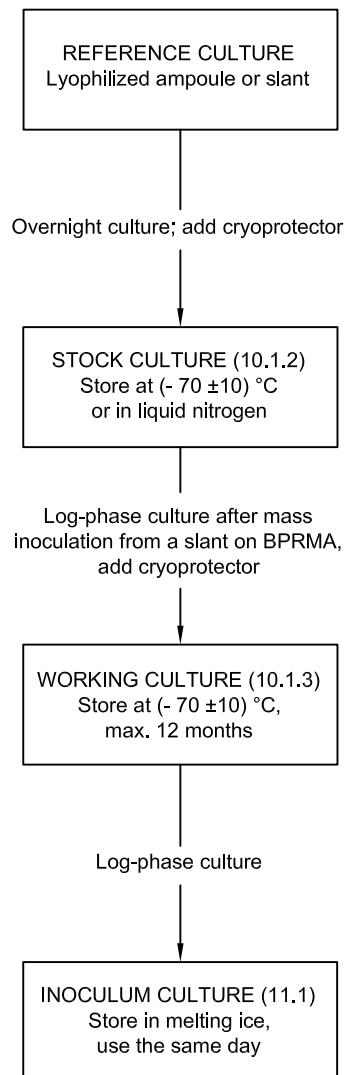 REFERENCE CULTURE
Lyophilized ampoule or slant
Overnight culture; add cryoprotector
STOCK CULTURE (10.1.2)
Store at (- 70 ±10) °C
or in liquid nitrogen
Log-phase culture after mass
inoculation from a slant on BPRMA,
add cryoprotector
WORKING CULTURE (10.1.3)
Store at (- 70 ±10) °C,
max. 12 months
Log-phase culture
INOCULUM CULTURE (11.1)
Store in melting ice,
use the same day